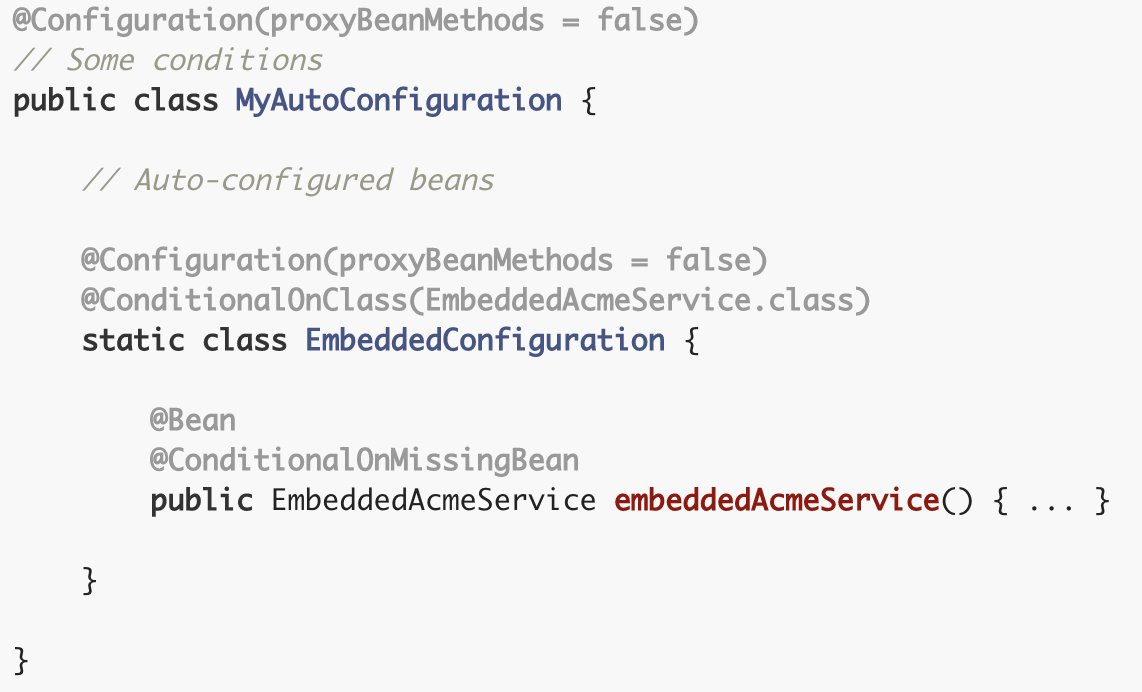 @Configuration(proxyBeanMethods = false)
// Some conditions
public class MyAutoConfiguration {
// Auto-configured beans
@Configuration(proxyBeanMethods = false)
@ConditionalOnClass(EmbeddedAcmeService.class)
static class EmbeddedConfiguration {
@Bean
@ConditionalOnMissingBean
public EmbeddedAcmeService embeddedAcmeService() { ... }
}
}